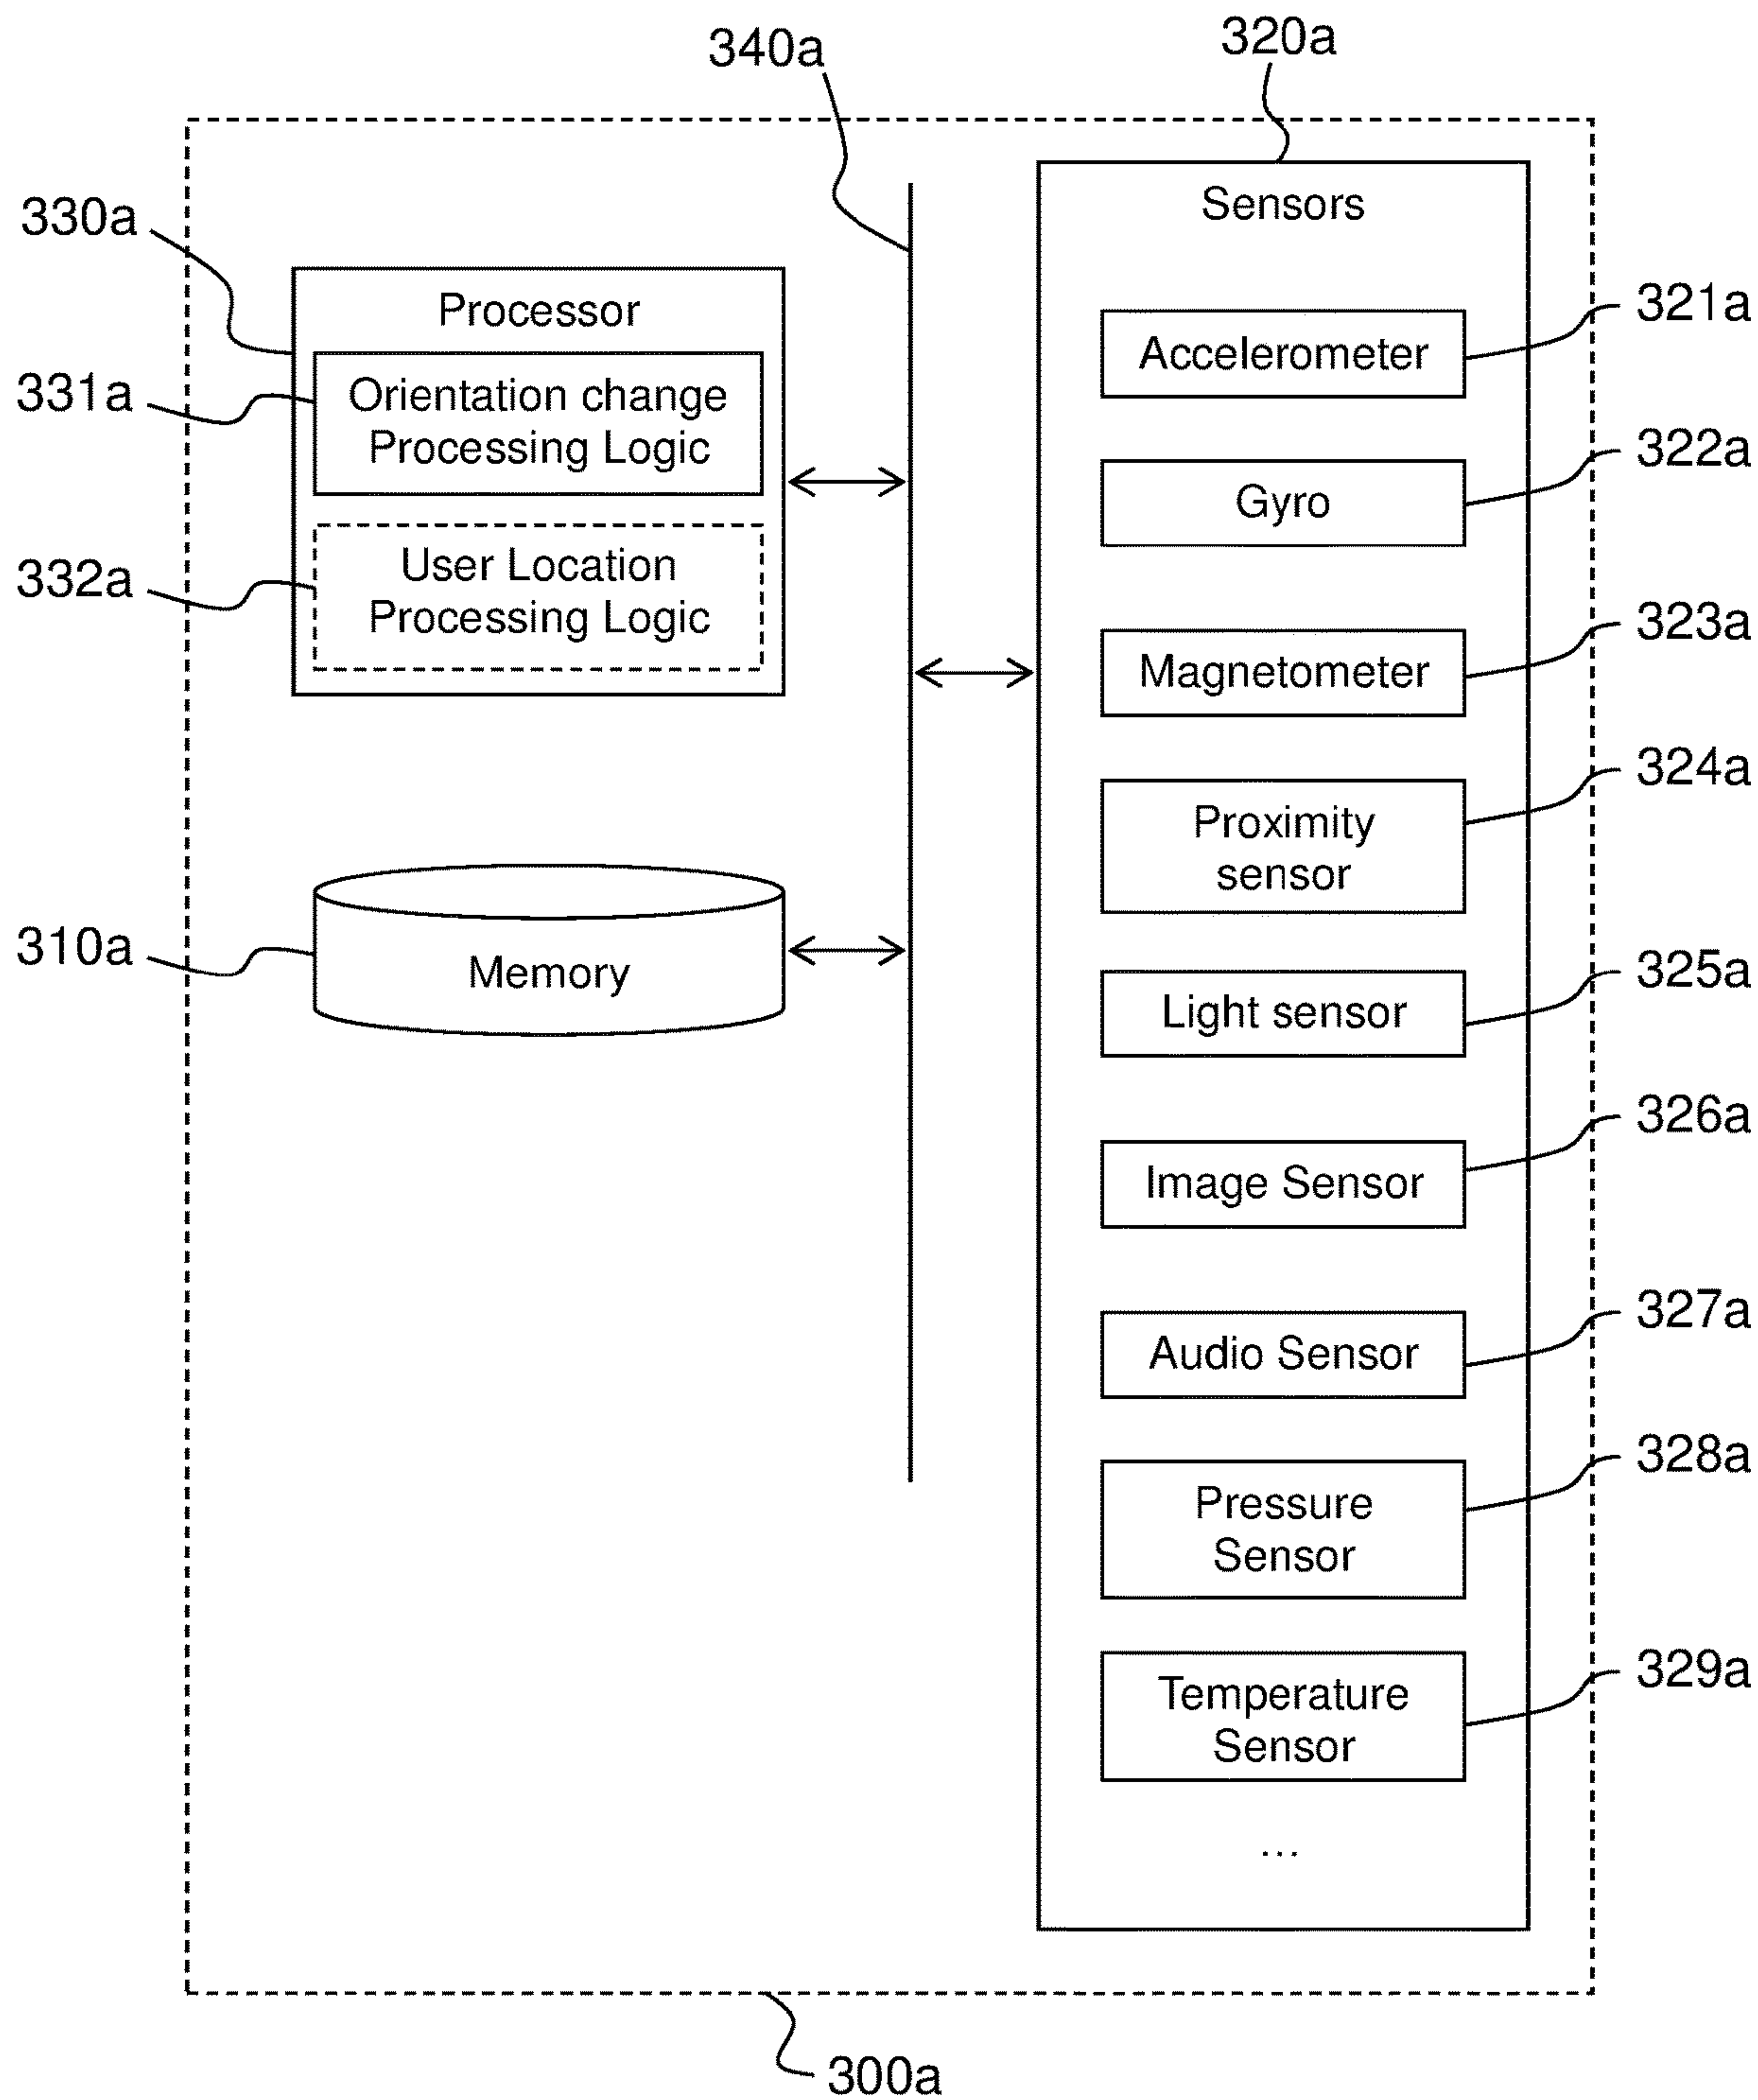 340a
320a
330a
Sensors
Processor
321a
Accelerometer
331a
Orientation change
Processing Logic
322a
Gyro
332a
User Location
Processing Logic
323a
Magnetometer
324a
Proximity
sensor
310a
Memory
325a
Light sensor
326a
Image Sensor
327a
Audio Sensor
328a
Pressure
Sensor
329a
Temperature
Sensor
...
300a